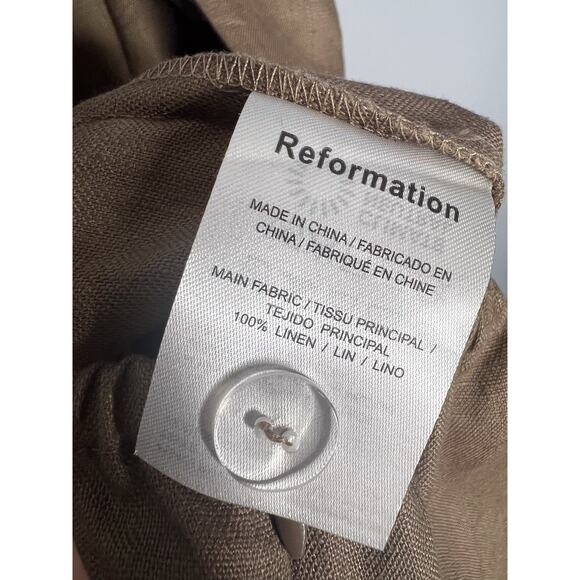 Reformation
MADE IN CHINA / FABRICADO EN
CHINA / FABRIQUÉ EN CHINE
MAIN FABRIC / TISSU PRINCIPAL /
TEJIDO PRINCIPAL
100% LINEN / LIN / LINO